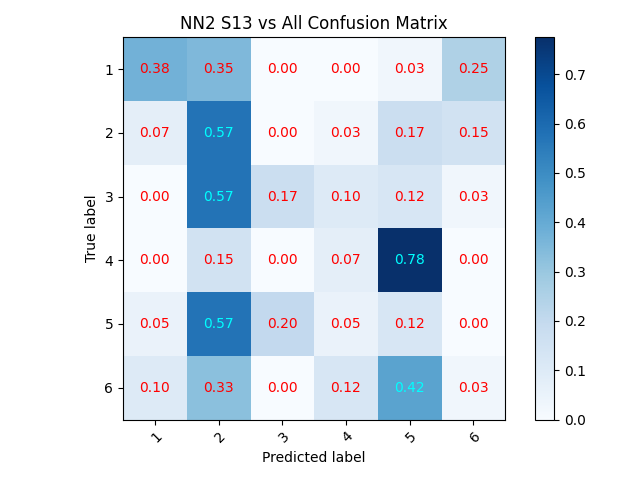 NN2 S13 vs All Confusion Matrix
1 0.38 0.35 0.00 0.00 0.03 0.25
2 0.07 0.57 0.00 0.03 0.17 0.15
3 0.00 0.57 0.17 0.10 0.12 0.03
4 0.00 0.15 0.00 0.07 0.78 0.00
5 0.05 0.57 0.20 0.05 0.12 0.00
6 0.10 0.33 0.00 0.12 0.42 0.03
1 2 3 4 5 6
Predicted label
True label
0.7
0.6
0.5
0.4
0.3
0.2
0.1
0.0